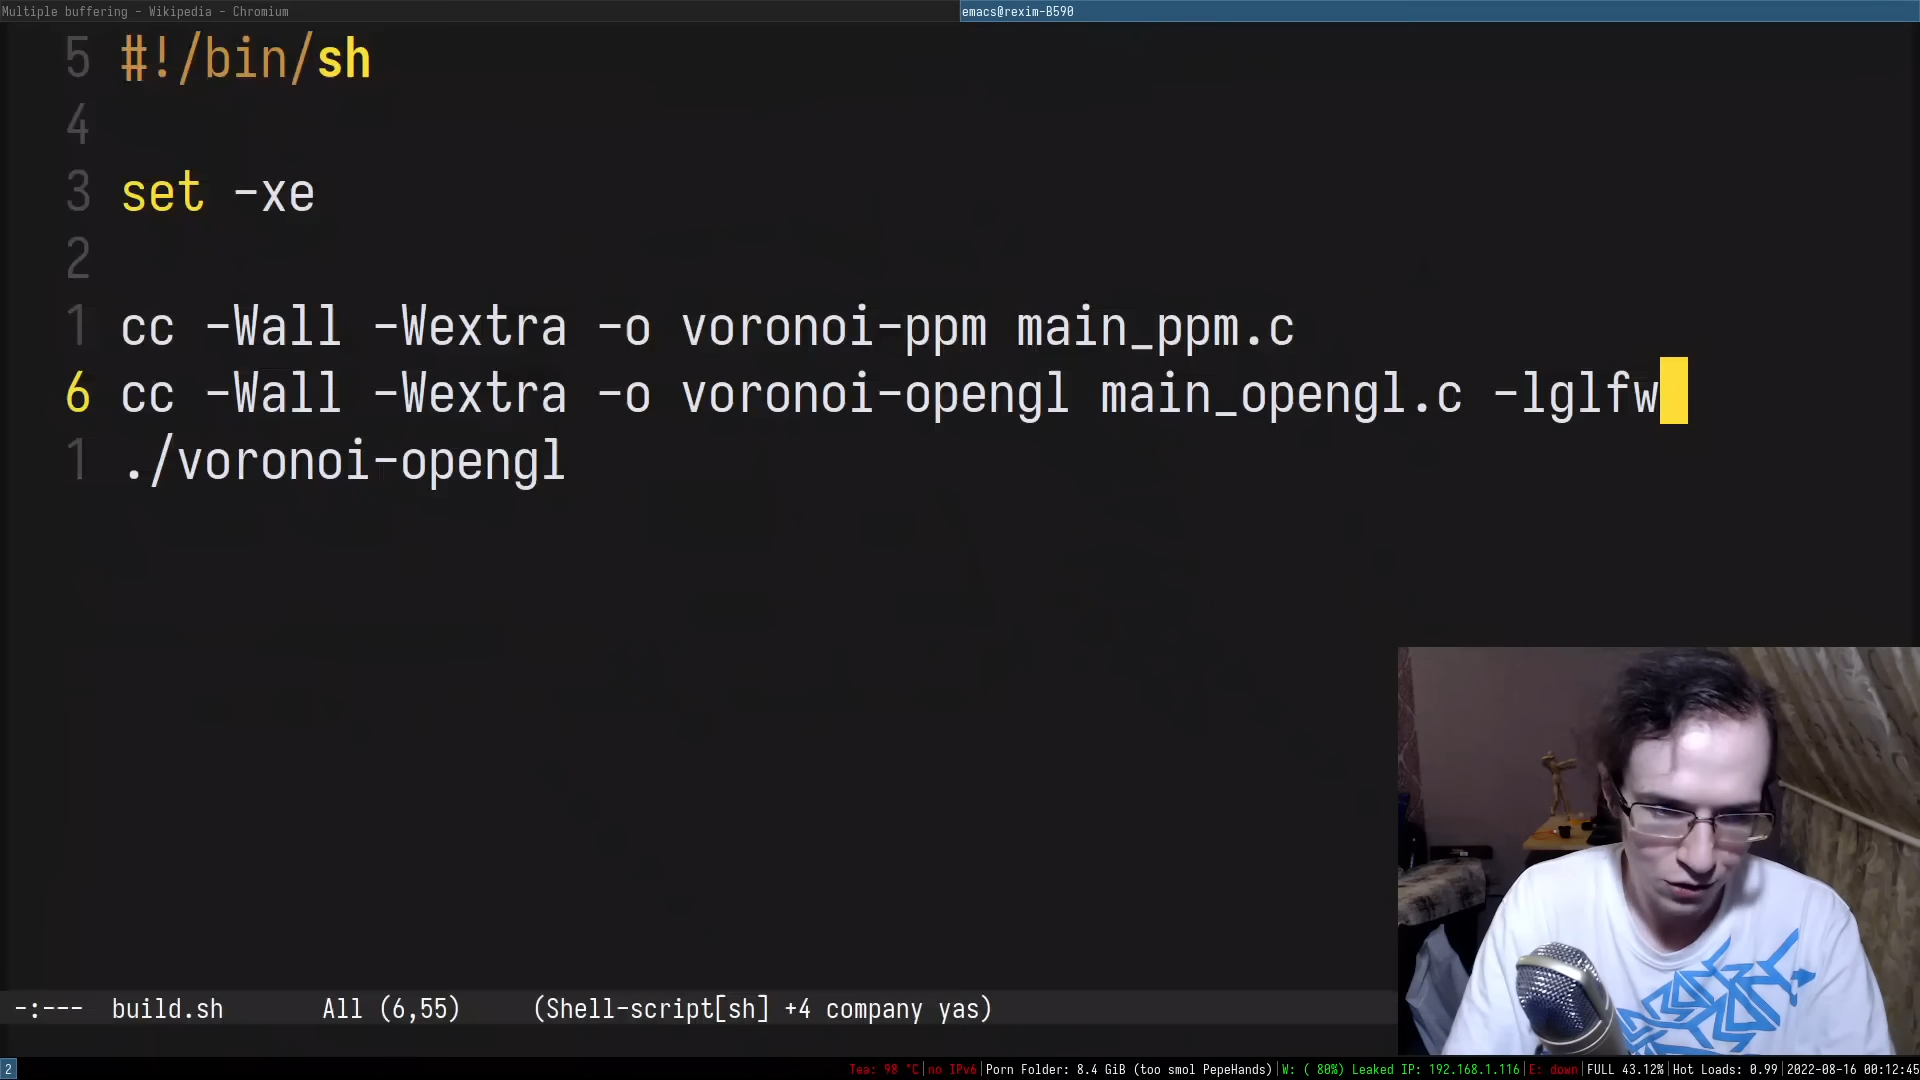 Multiple buffering - Wikipedia - Chromium
emacs@rexim-B590
5 #!/bin/sh
4
3 set -xe
2
1 cc -Wall -Wextra -o voronoi-ppm main_ppm.c
6 cc -Wall -Wextra -o voronoi-opengl main_opengl.c -lglfw
1 ./voronoi-opengl
-:--- build.sh All (6,55) (Shell-script[sh] +4 company yas)
2 Tea: 98 °C|no IPv6|Porn Folder: 8.4 GiB (too smol PepeHands)|W: ( 80%) Leaked IP: 192.168.1.116|E: down|FULL 43.12%|Hot Loads: 0.99|2022-08-16 00:12:45